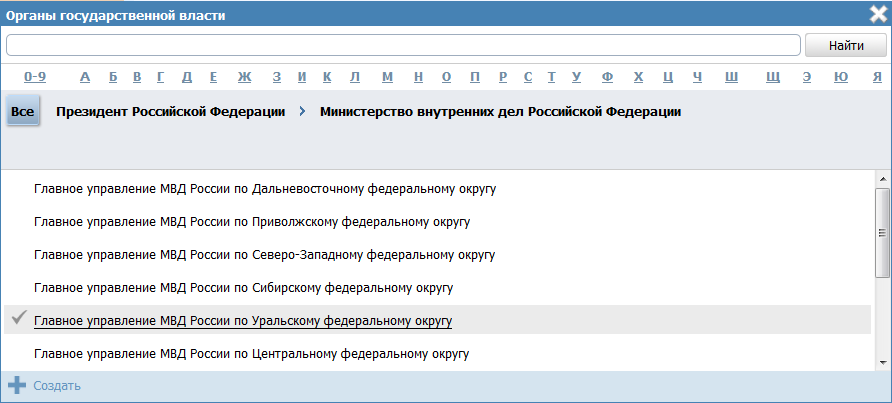 Органы государственной власти
Найти
0-9 А Б В Г Д Е Ж З И К Л М Н О П Р С Т У Ф Х Ц Ч Ш Щ Э Ю Я
Все Президент Российской Федерации Министерство внутренних дел Российской Федерации
Главное управление МВД России по Дальневосточному федеральному округу
Главное управление МВД России по Приволжскому федеральному округу
Главное управление МВД России по Северо-Западному федеральному округу
Главное управление МВД России по Сибирскому федеральному округу
Главное управление МВД России по Уральскому федеральному округу
Главное управление МВД России по Центральному федеральному округу
Создать